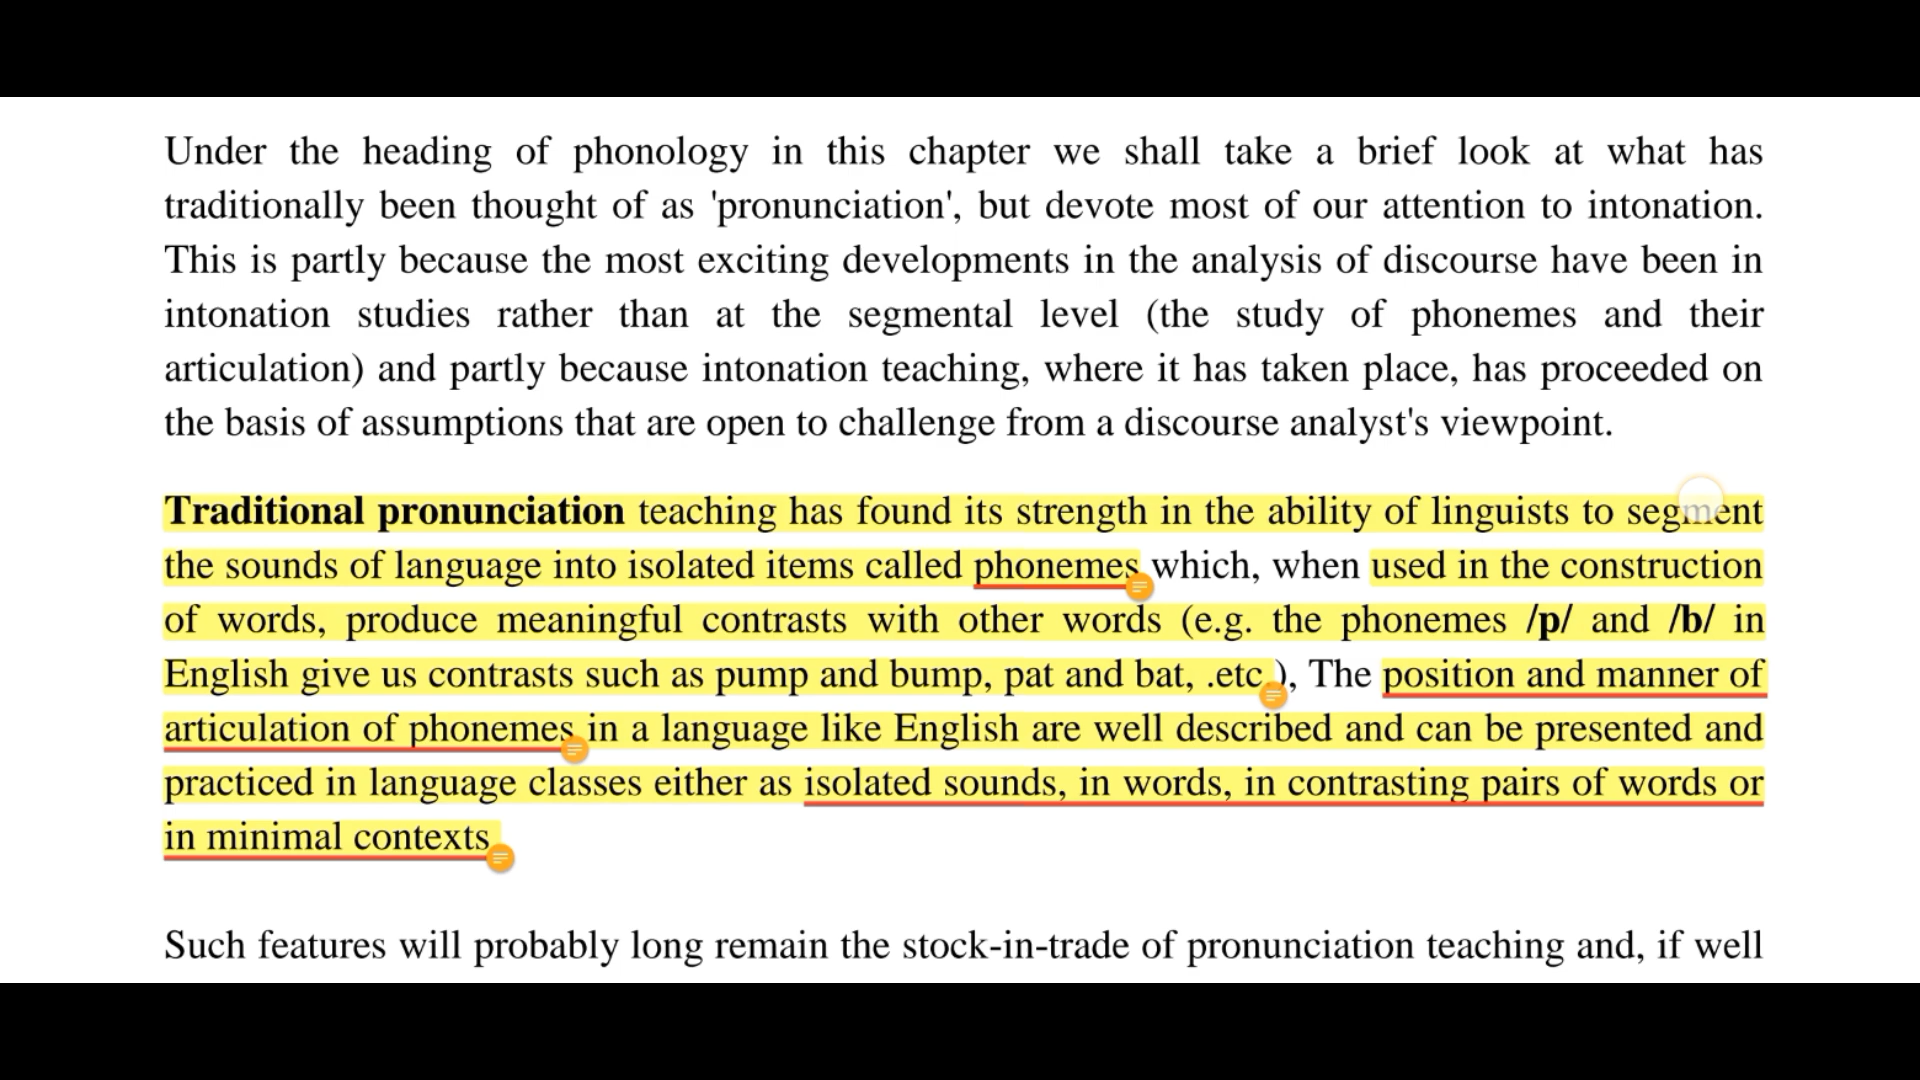 Under the heading of phonology in this chapter we shall take a brief look at what has
traditionally been thought of as 'pronunciation', but devote most of our attention to intonation.
This is partly because the most exciting developments in the analysis of discourse have been in
intonation studies rather than at the segmental level (the study of phonemes and their
articulation) and partly because intonation teaching, where it has taken place, has proceeded on
the basis of assumptions that are open to challenge from a discourse analyst's viewpoint.
Traditional pronunciation teaching has found its strength in the ability of linguists to segment
the sounds of language into isolated items called phonemes which, when used in the construction
of words, produce meaningful contrasts with other words (e.g. the phonemes /p/ and /b/ in
English give us contrasts such as pump and bump, pat and bat, .etc ), The position and manner of
articulation of phonemes in a language like English are well described and can be presented and
practiced in language classes either as isolated sounds, in words, in contrasting pairs of words or
in minimal contexts
Such features will probably long remain the stock-in-trade of pronunciation teaching and, if well